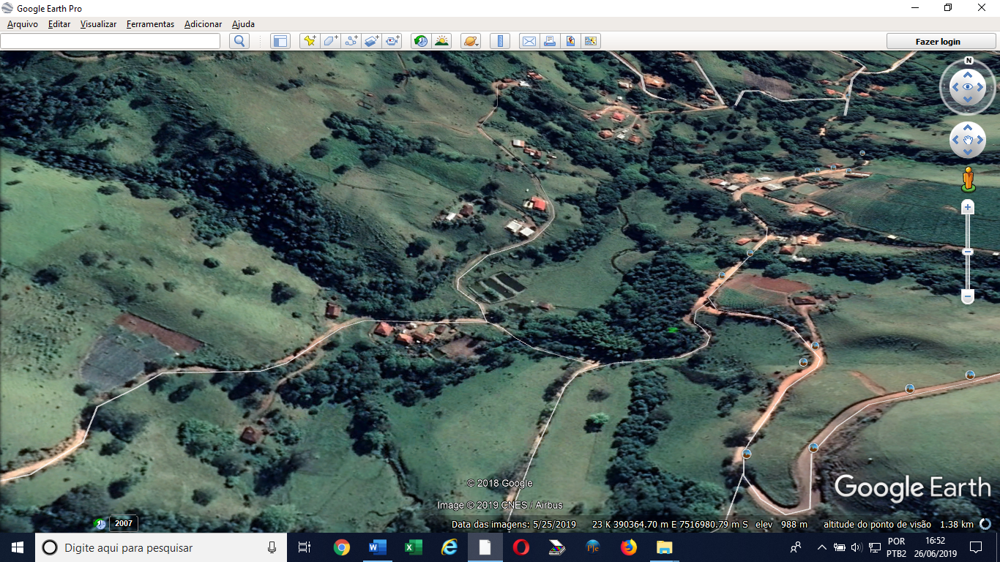 Google Earth Pro
Arquivo Editar Visualizar Ferramentas Adicionar Ajuda
Fazer login
N
© 2018 Google
Google Earth
Image © 2019 CNES / Airbus
2007
Data das imagens: 5/25/2019 23 K 390364.70 m E 7516980.79 m S elev 988 m altitude do ponto de visão 1.38 km
Digite aqui para pesquisar
PJe
POR
PTB2
16:52
26/06/2019